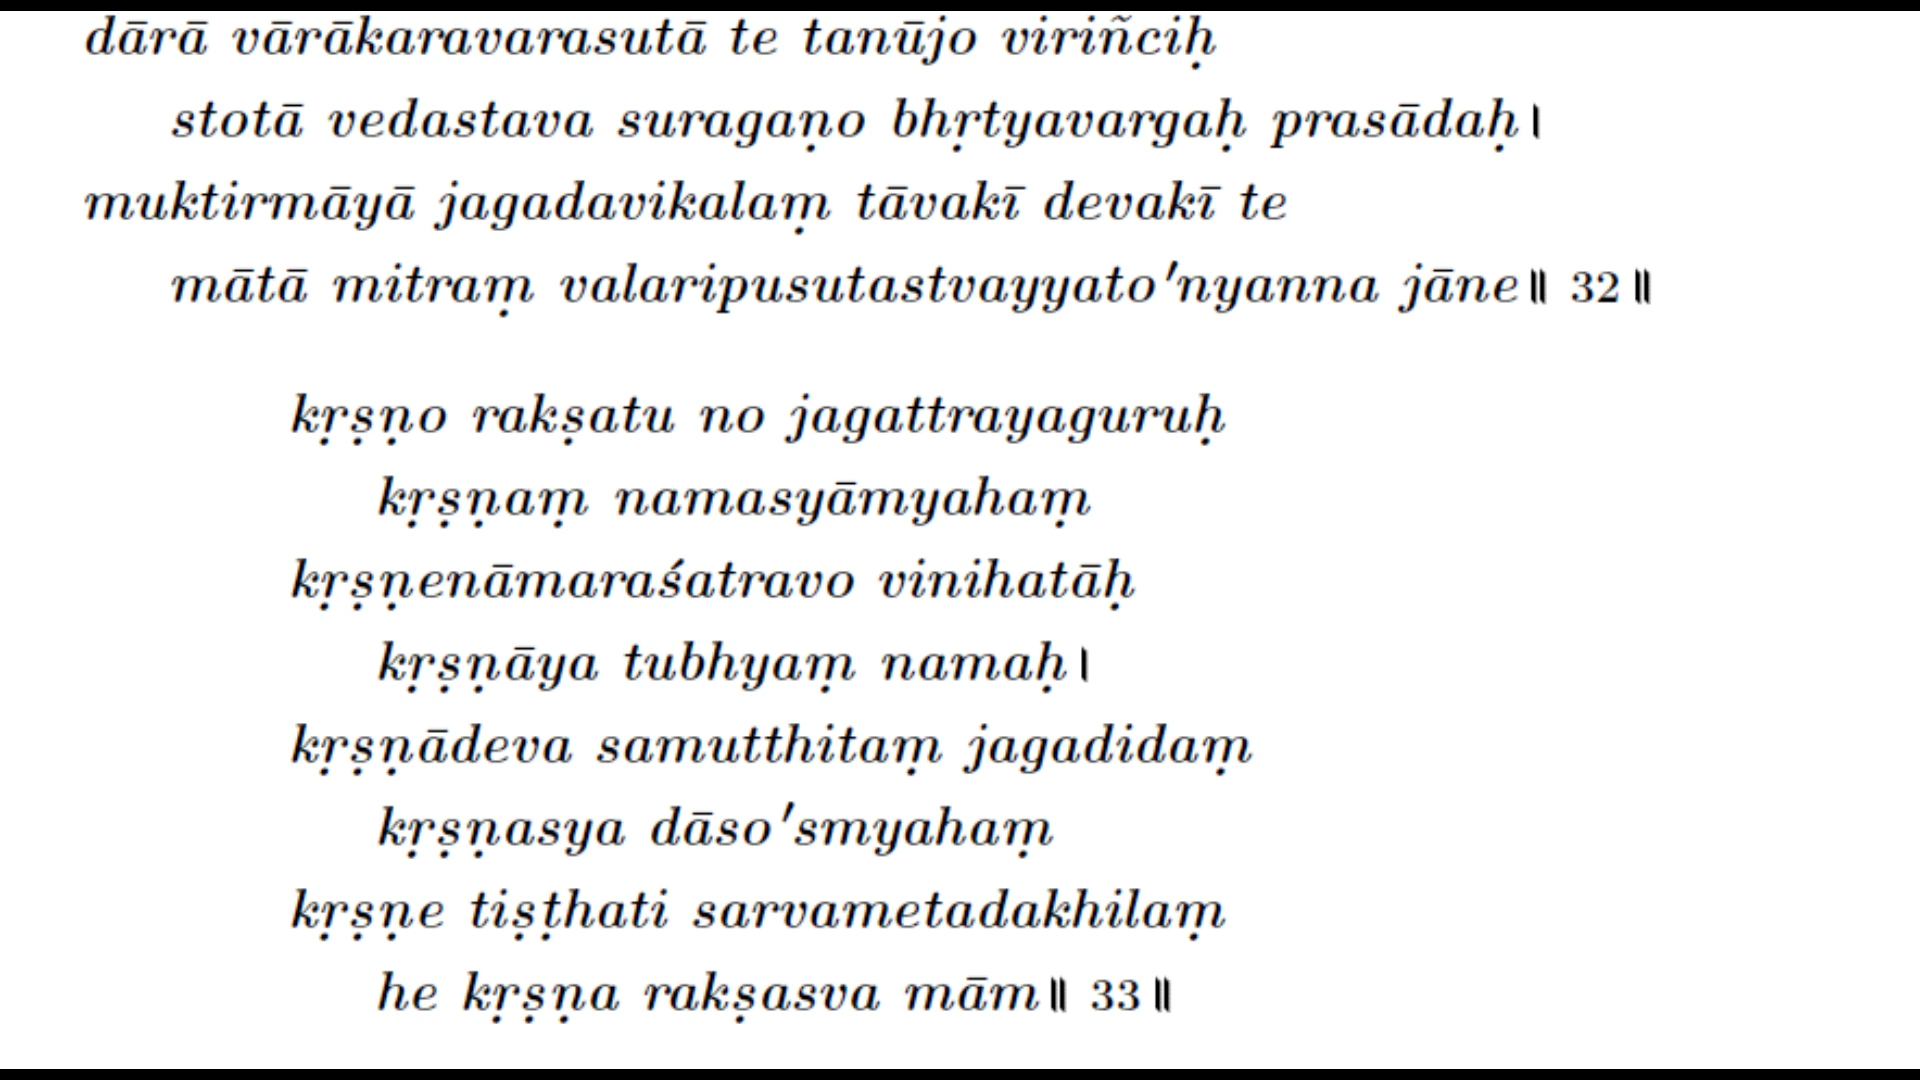 dārā vārākaravarasutā te tanūjo viriñciḥ
stotā vedastava suragaṇo bhṛtyavargaḥ prasādaḥ।
muktirmāyā jagadavikalaṃ tāvakī devakī te
mātā mitraṃ valaripusutastvayyato'nyanna jāne॥ 32॥
kṛṣṇo rakṣatu no jagattrayaguruḥ
kṛṣṇaṃ namasyāmyahaṃ
kṛṣṇenāmaraśatravo vinihatāḥ
kṛṣṇāya tubhyaṃ namaḥ।
kṛṣṇādeva samutthitaṃ jagadidaṃ
kṛṣṇasya dāso'smyahaṃ
kṛṣṇe tiṣṭhati sarvametadakhilaṃ
he kṛṣṇa rakṣasva mām॥ 33॥